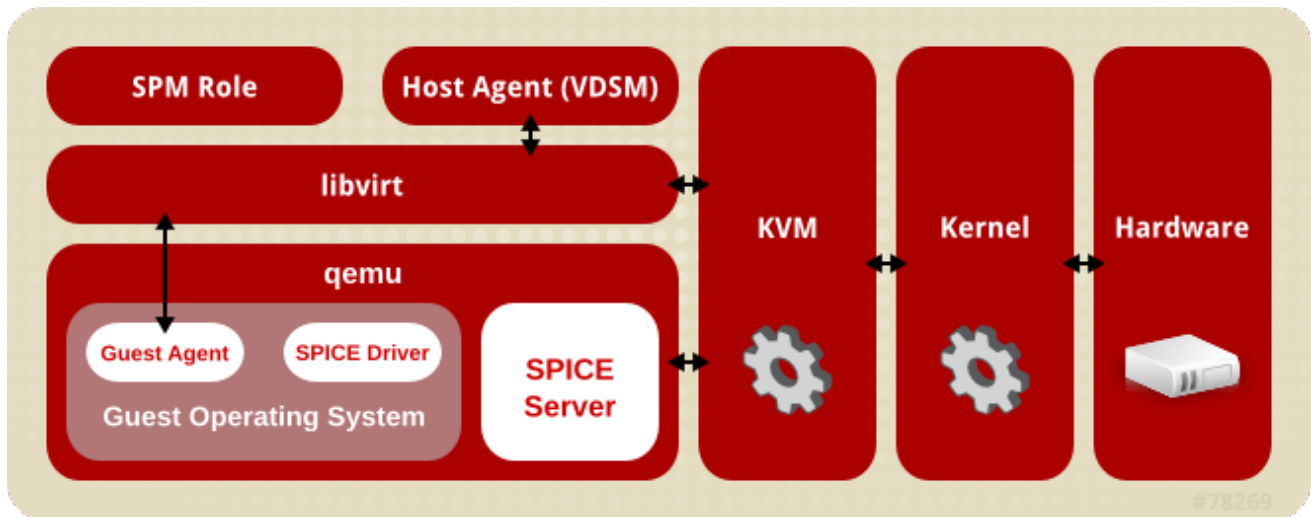 SPM Role
Host Agent (VDSM)
libvirt
qemu
Guest Agent
SPICE Driver
Guest Operating System
SPICE
Server
KVM
Kernel
Hardware
#78269